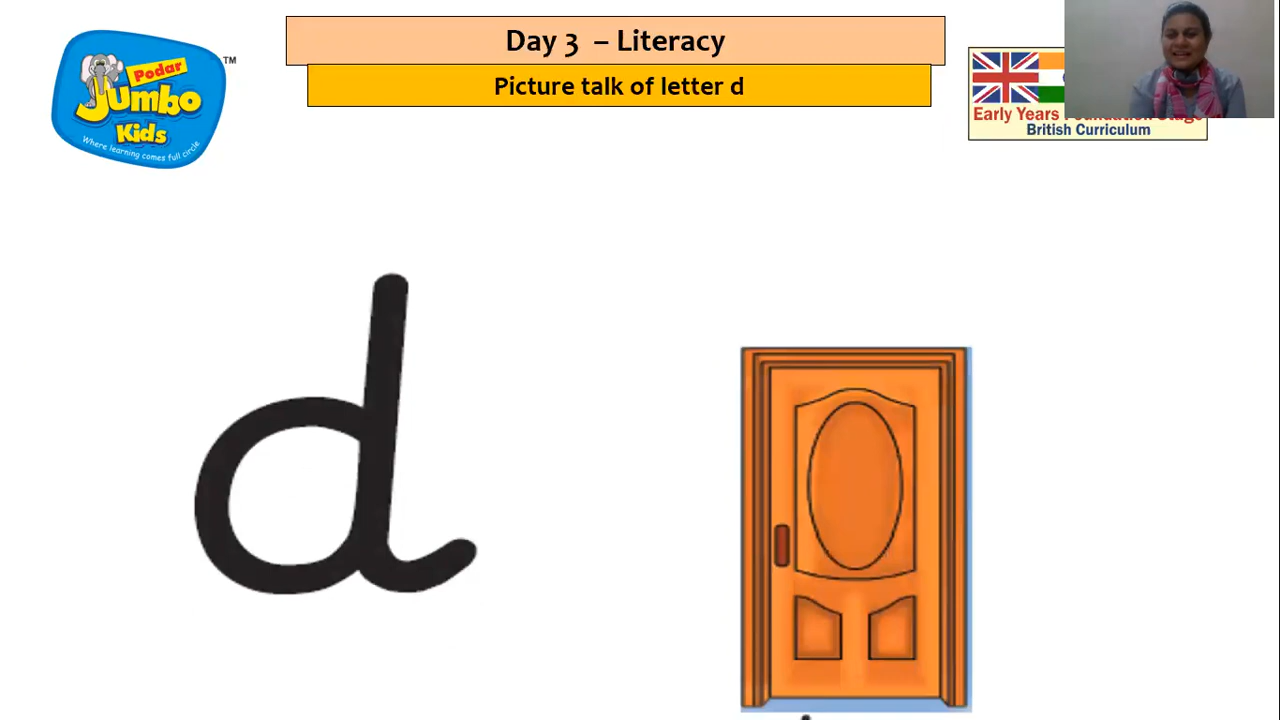 Day 3 – Literacy
Picture talk of letter d
Podar
Jumbo
Kids
TM
Where learning comes full circle
Early Years
British Curriculum
d